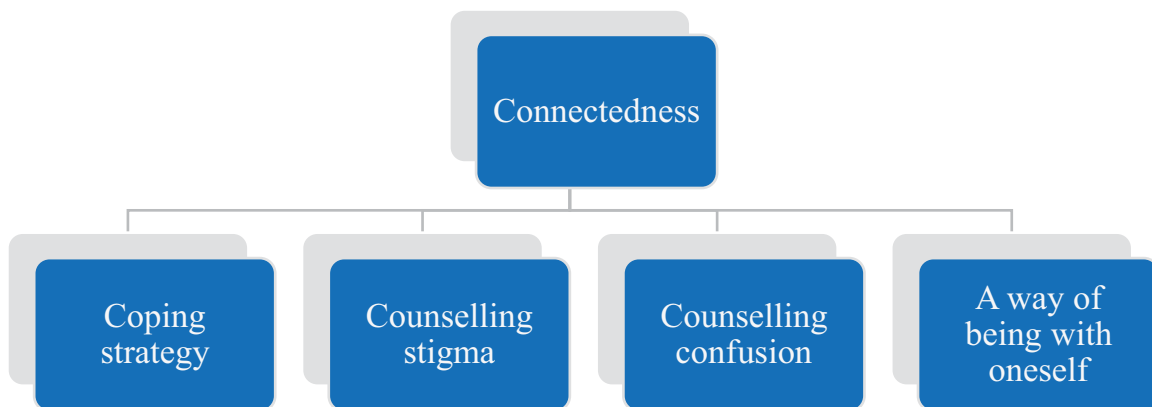 Connectedness
Coping
strategy
Counselling
stigma
Counselling
confusion
A way of
being with
oneself